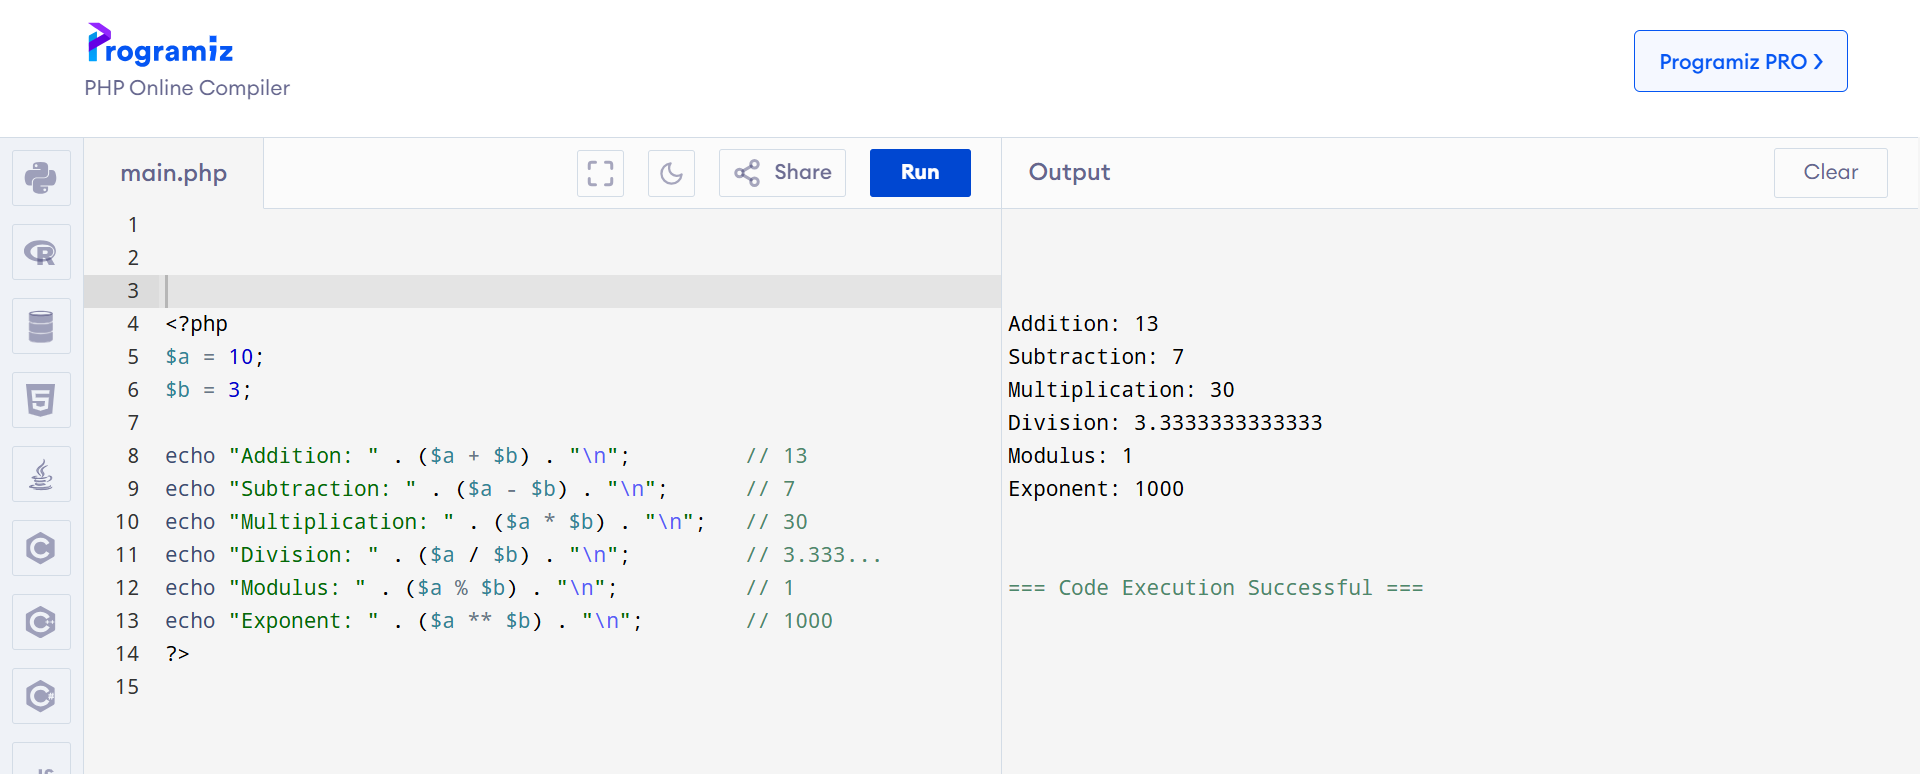 Programiz
PHP Online Compiler
Programiz PRO ❯
main.php
Share
Run
Output
Clear
1
2
3
4 <?php
5 $a = 10;
6 $b = 3;
7
8 echo "Addition: " . ($a + $b) . "\n";         // 13
9 echo "Subtraction: " . ($a - $b) . "\n";      // 7
10 echo "Multiplication: " . ($a * $b) . "\n";   // 30
11 echo "Division: " . ($a / $b) . "\n";         // 3.333...
12 echo "Modulus: " . ($a % $b) . "\n";          // 1
13 echo "Exponent: " . ($a ** $b) . "\n";        // 1000
14 ?>
15
Addition: 13
Subtraction: 7
Multiplication: 30
Division: 3.3333333333333
Modulus: 1
Exponent: 1000
=== Code Execution Successful ===